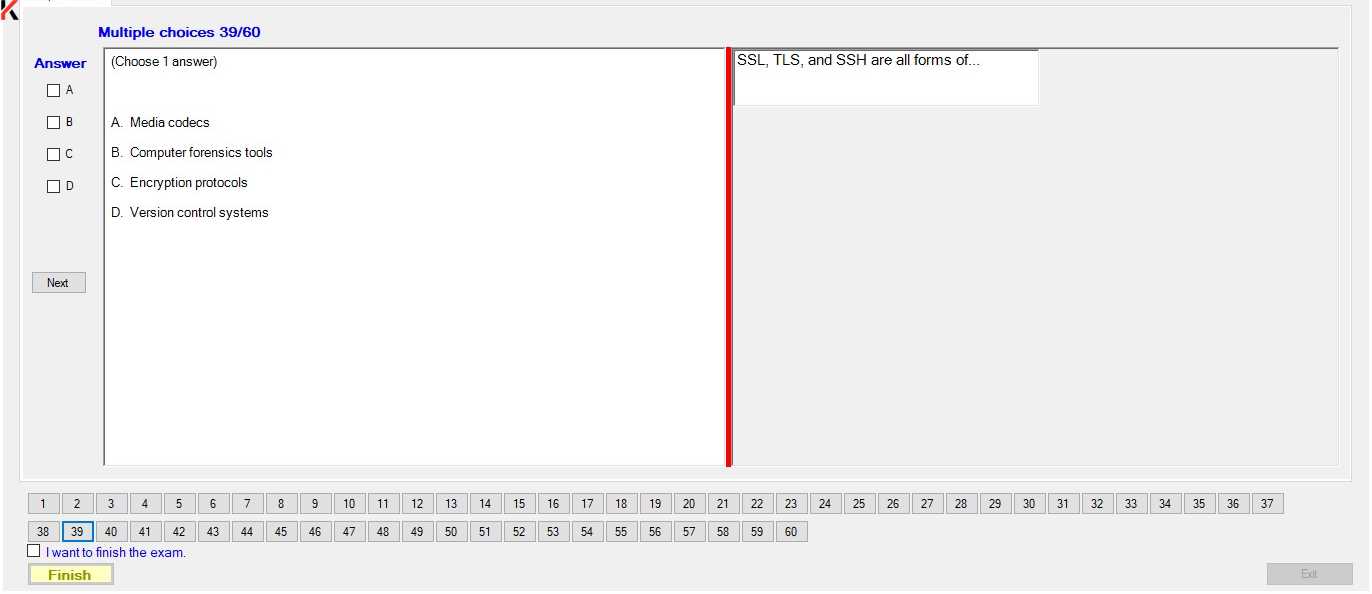 Multiple choices 39/60
Answer
(Choose 1 answer)
SSL, TLS, and SSH are all forms of...
A
B
C
D
A. Media codecs
B. Computer forensics tools
C. Encryption protocols
D. Version control systems
Next
1 2 3 4 5 6 7 8 9 10 11 12 13 14 15 16 17 18 19 20 21 22 23 24 25 26 27 28 29 30 31 32 33 34 35 36 37
38 39 40 41 42 43 44 45 46 47 48 49 50 51 52 53 54 55 56 57 58 59 60
I want to finish the exam.
Finish
Exit